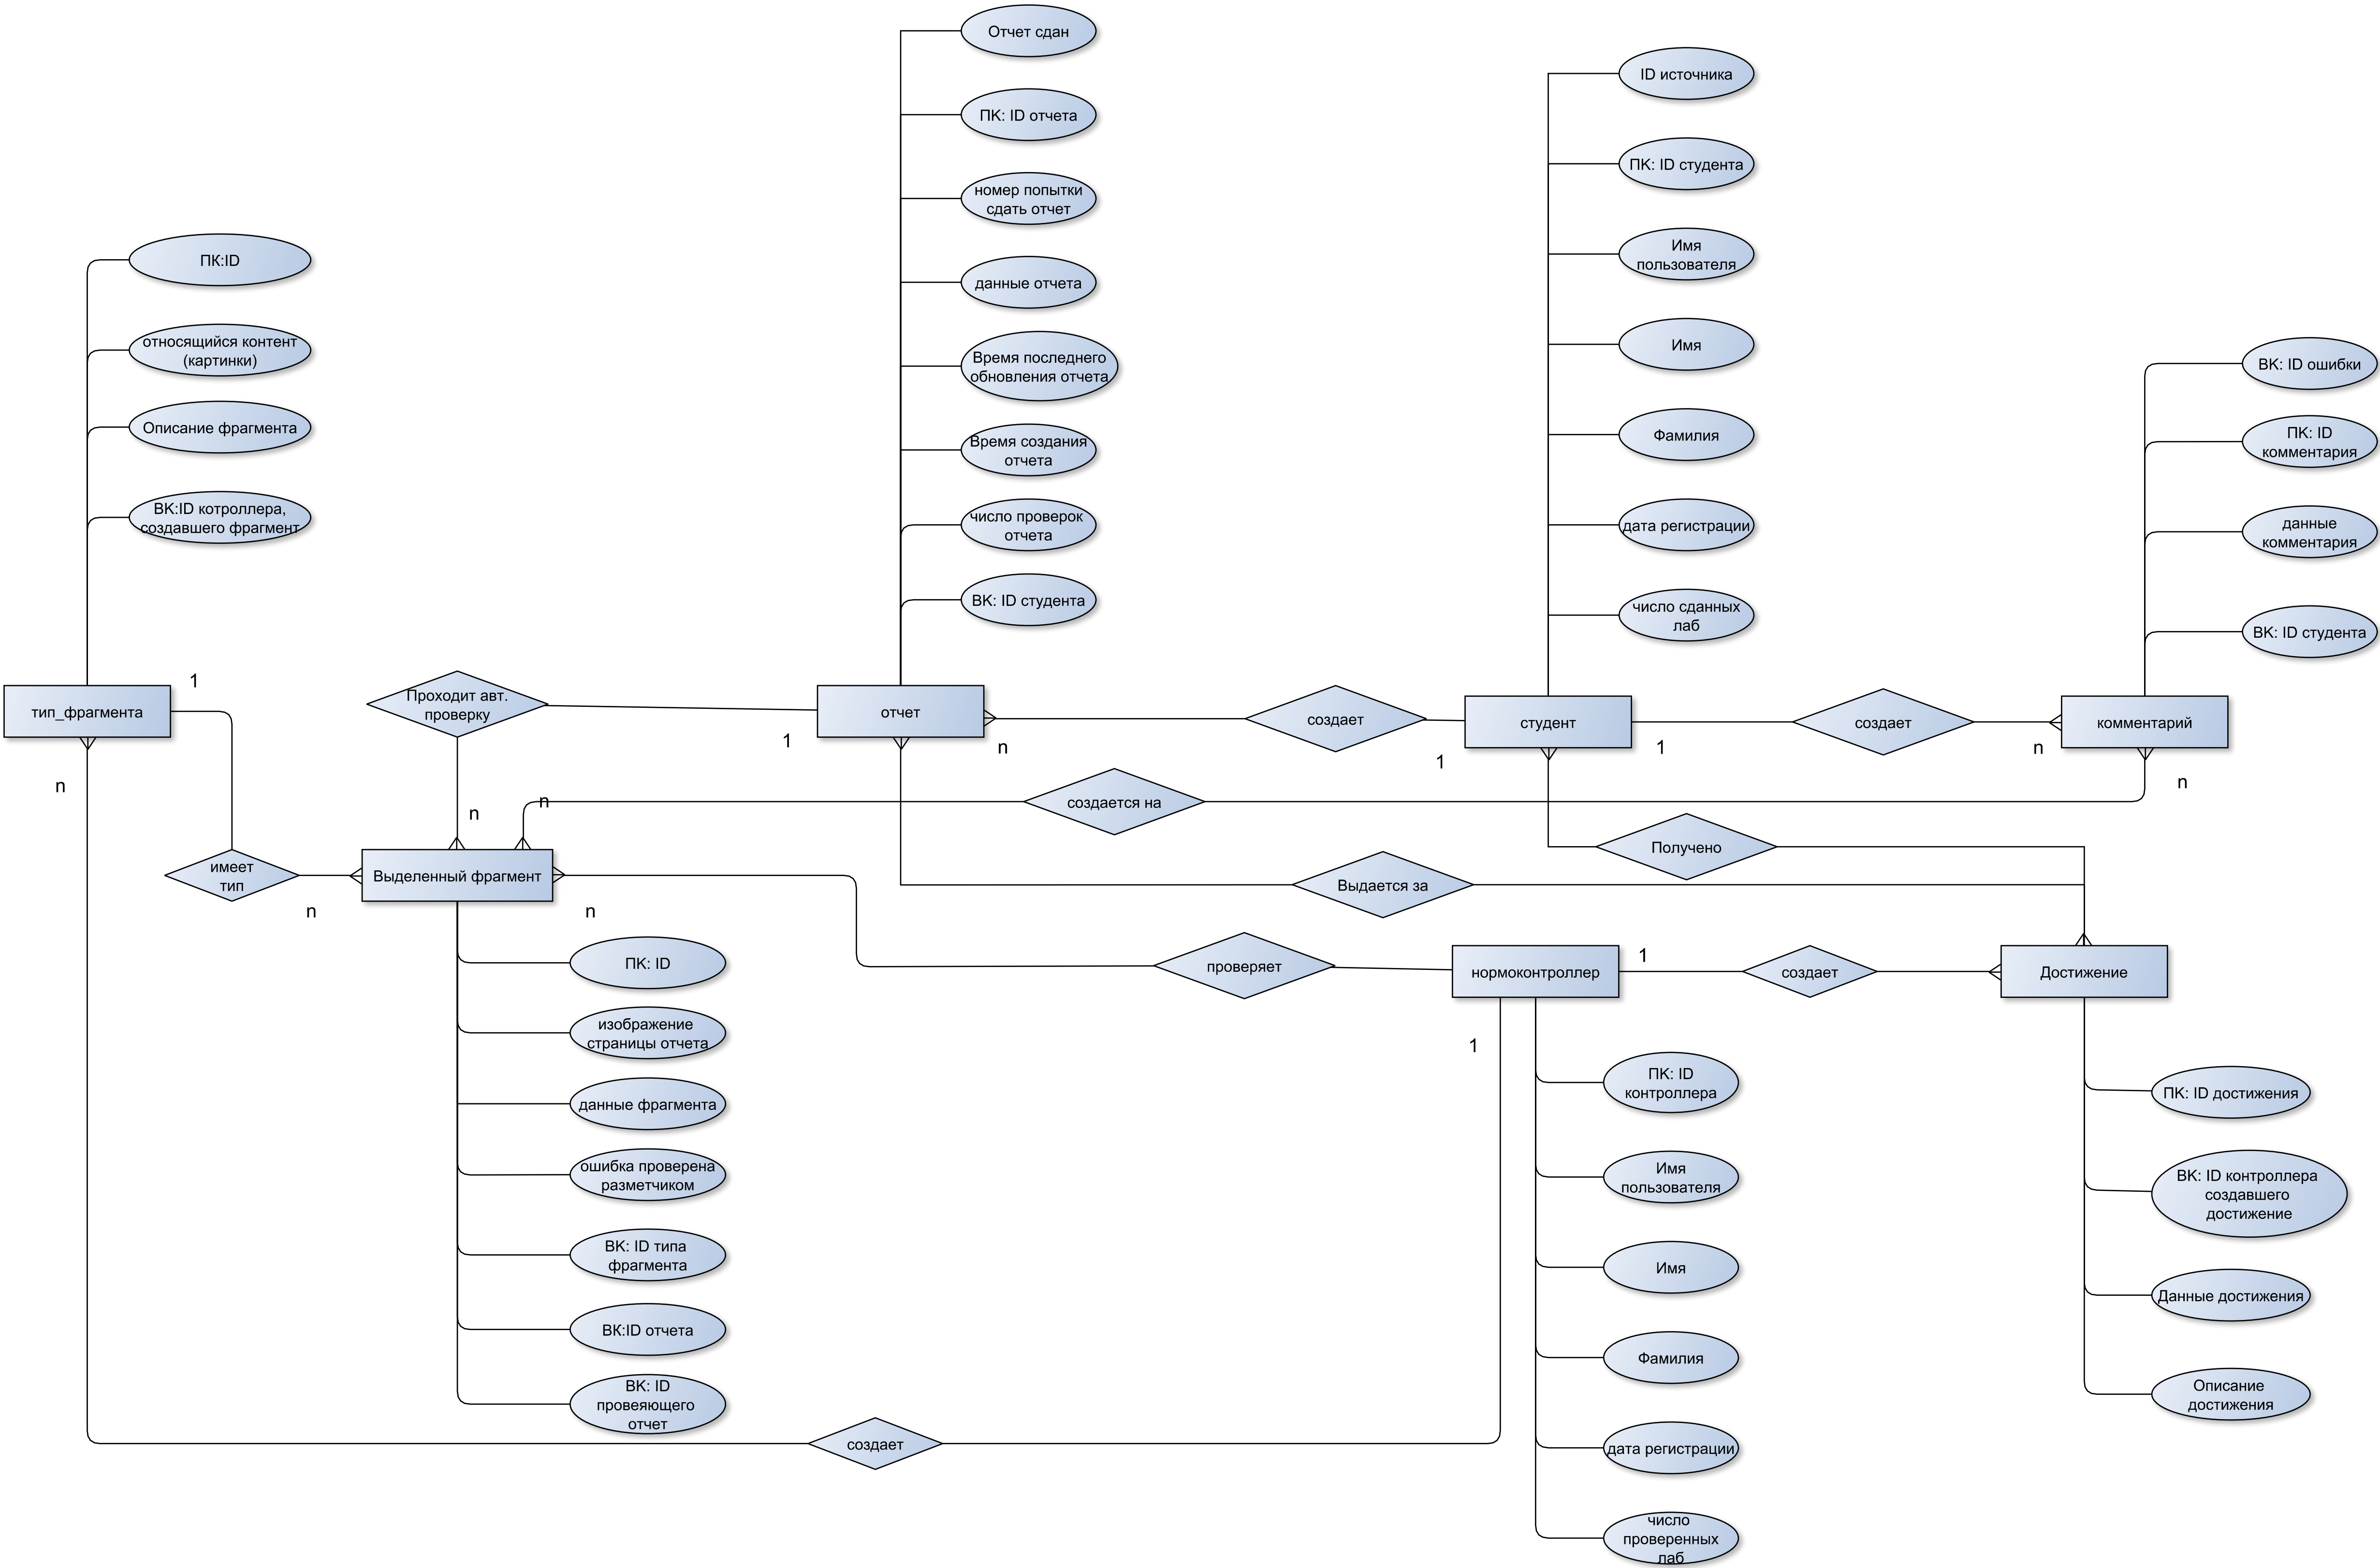 Отчет сдан
ПК: ID отчета
номер попытки
сдать отчет
данные отчета
Время последнего
обновления отчета
Время создания
отчета
число проверок
отчета
ВК: ID студента
ID источника
ПК: ID студента
Имя
пользователя
Имя
Фамилия
дата регистрации
число сданных
лаб
ПК:ID
относящийся контент
(картинки)
Описание фрагмента
ВК:ID котроллера,
создавшего фрагмент
ВК: ID ошибки
ПК: ID
комментария
данные
комментария
ВК: ID студента
тип_фрагмента
1
n
Проходит авт.
проверку
1
отчет
n
создает
1
студент
1
создает
n
комментарий
n
n
n
создается на
Получено
имеет
тип
n
Выделенный фрагмент
n
Выдается за
проверяет
нормоконтроллер
1
создает
Достижение
1
ПК: ID
изображение
страницы отчета
данные фрагмента
ошибка проверена
разметчиком
ВК: ID типа
фрагмента
ВК:ID отчета
ВК: ID
провеяющего
отчет
создает
ПК: ID
контроллера
Имя
пользователя
Имя
Фамилия
дата регистрации
число
проверенных
лаб
ПК: ID достижения
ВК: ID контроллера
создавшего
достижение
Данные достижения
Описание
достижения